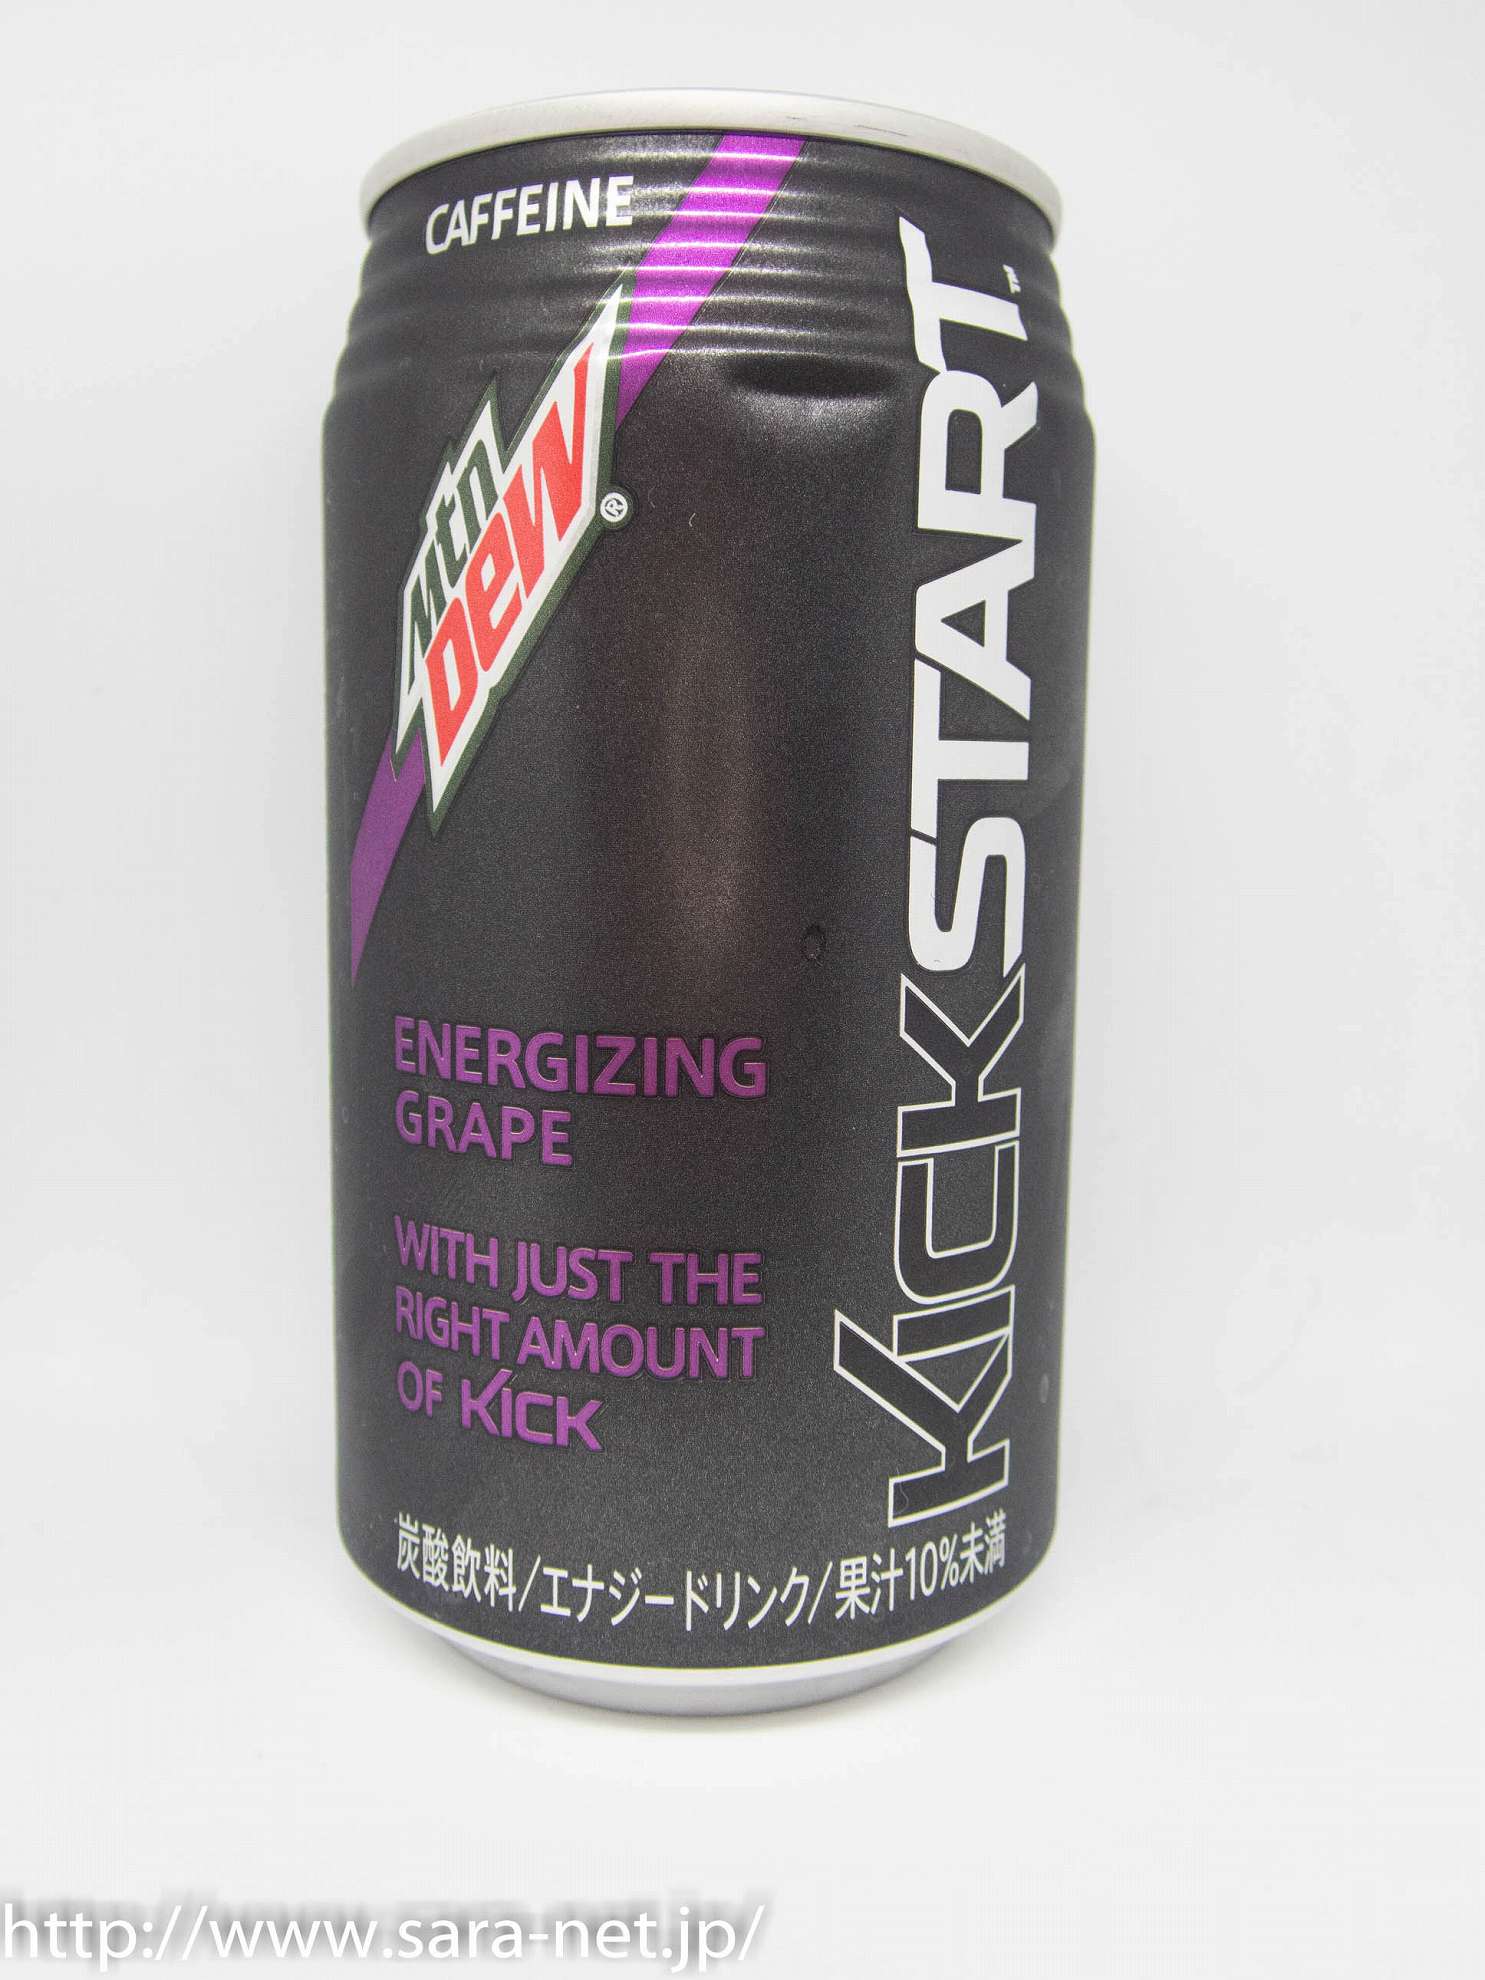 CAFFEINE
Mtn
Dew®
KICKSTART™
ENERGIZING
GRAPE
WITH JUST THE
RIGHT AMOUNT
OF KICK
炭酸飲料/エナジードリンク/果汁10%未満
http://www.sara-net.jp/